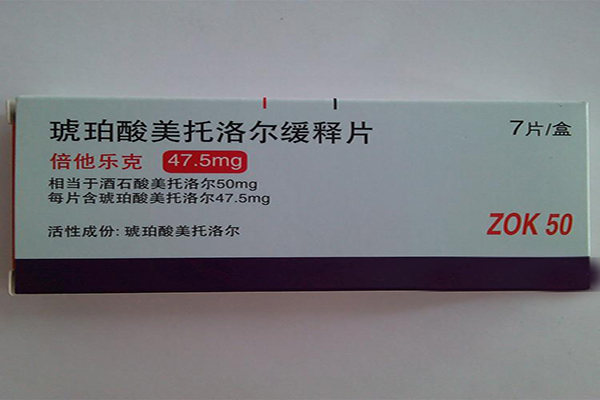 琥珀酸美托洛尔缓释片
7片/盒
倍他乐克 47.5mg
相当于酒石酸美托洛尔50mg
每片含琥珀酸美托洛尔47.5mg
ZOK 50
活性成份: 琥珀酸美托洛尔